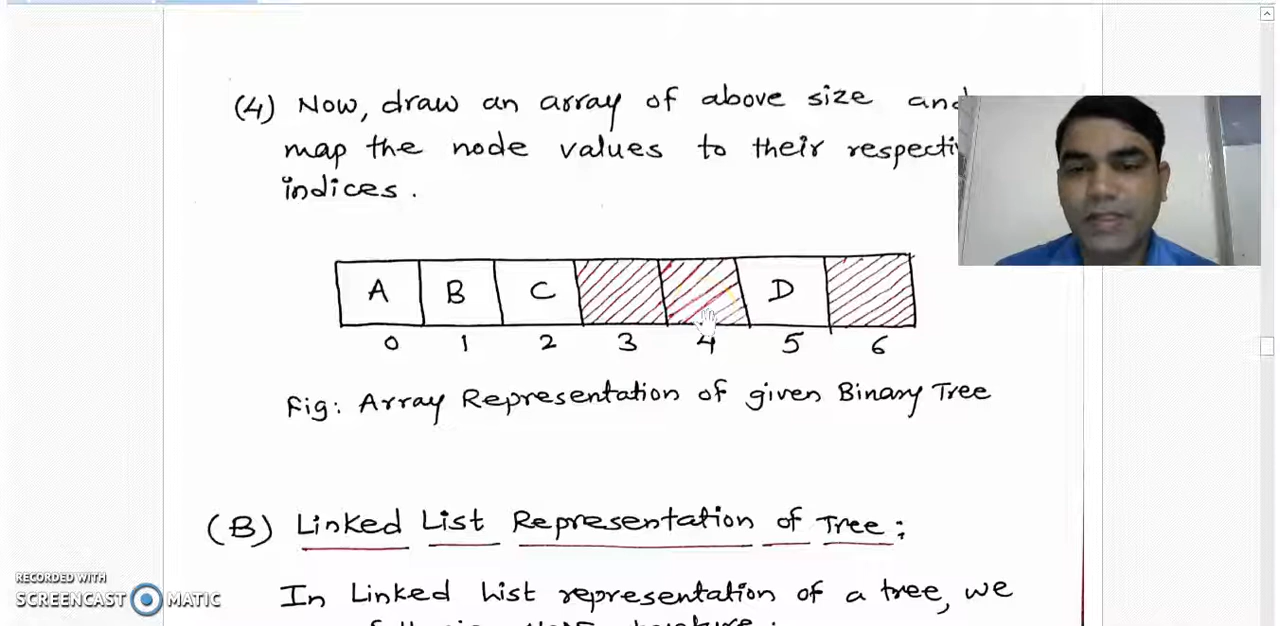 (4) Now, draw an array of above size and
map the node values to their respecti
indices.
A B C D
0 1 2 3 4 5 6
Fig: Array Representation of given Binary Tree
(B) Linked List Representation of Tree:
In Linked List representation of a tree, we
RECORDED WITH
SCREENCAST MATIC